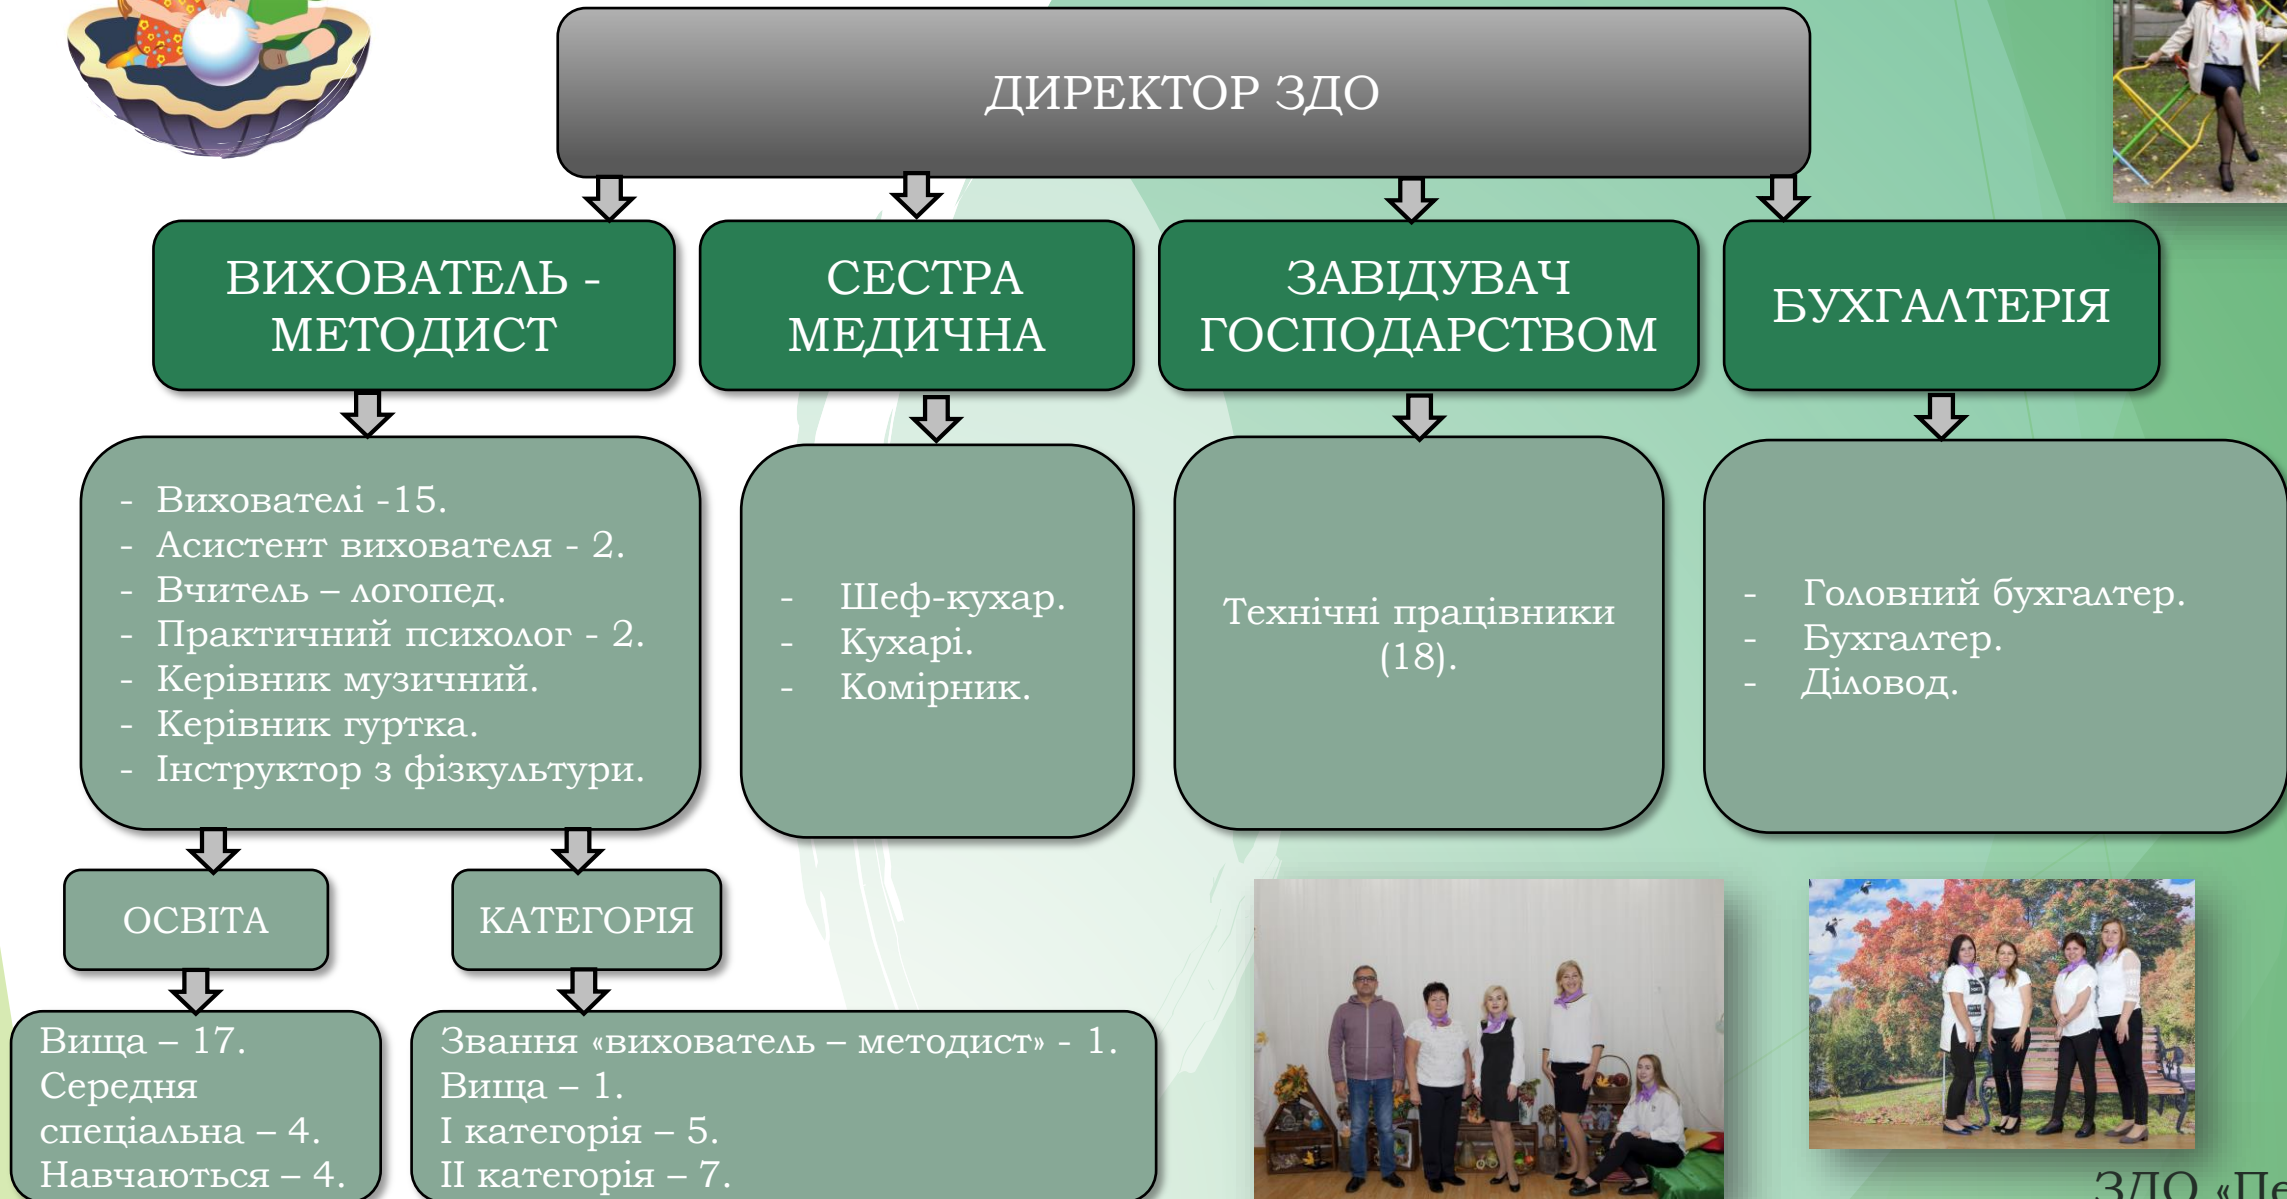 ДИРЕКТОР ЗДО
ВИХОВАТЕЛЬ -
МЕТОДИСТ
СЕСТРА
МЕДИЧНА
ЗАВІДУВАЧ
ГОСПОДАРСТВОМ
БУХГАЛТЕРІЯ
- Вихователі -15.
- Асистент вихователя - 2.
- Вчитель – логопед.
- Практичний психолог - 2.
- Керівник музичний.
- Керівник гуртка.
- Інструктор з фізкультури.
- Шеф-кухар.
- Кухарі.
- Комірник.
Технічні працівники
(18).
- Головний бухгалтер.
- Бухгалтер.
- Діловод.
ОСВІТА
КАТЕГОРІЯ
Вища – 17.
Середня
спеціальна – 4.
Навчаються – 4.
Звання «вихователь – методист» - 1.
Вища – 1.
І категорія – 5.
ІІ категорія – 7.
ЗДО